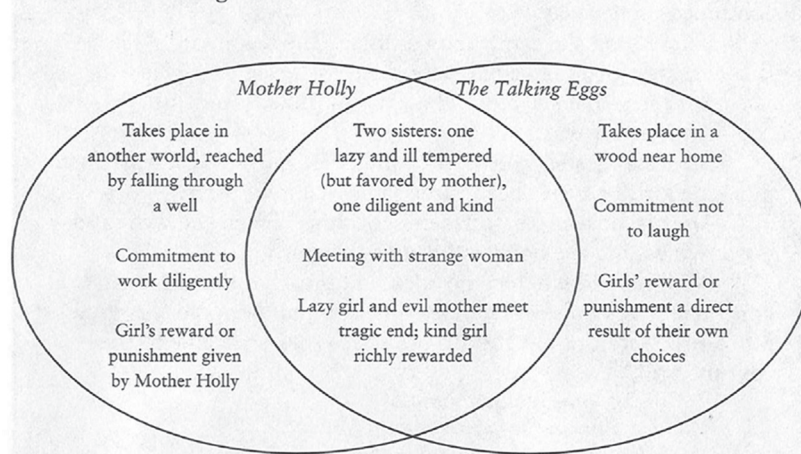 Mother Holly
The Talking Eggs
Takes place in
another world, reached
by falling through
a well
Commitment to
work diligently
Girl's reward or
punishment given
by Mother Holly
Two sisters: one
lazy and ill tempered
(but favored by mother),
one diligent and kind
Meeting with strange woman
Lazy girl and evil mother meet
tragic end; kind girl
richly rewarded
Takes place in a
wood near home
Commitment not
to laugh
Girls' reward or
punishment a direct
result of their own
choices